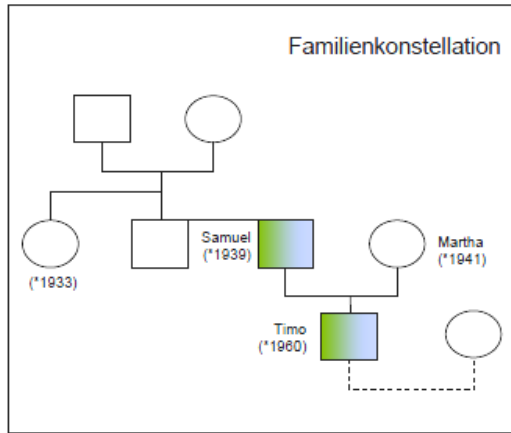 Familienkonstellation
Samuel
(*1939)
Martha
(*1941)
(*1933)
Timo
(*1960)